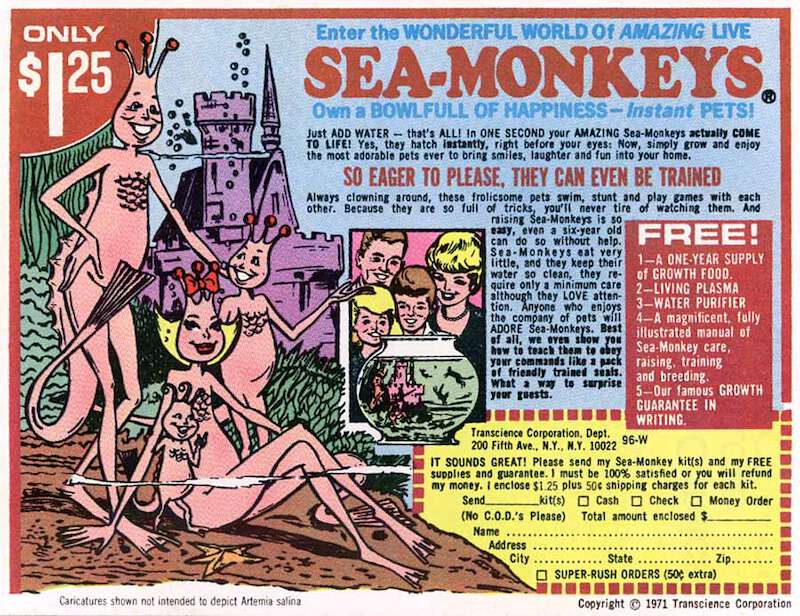 ONLY
$1.25
Enter the WONDERFUL WORLD Of AMAZING LIVE
SEA-MONKEYS®
Own a BOWLFULL OF HAPPINESS—Instant PETS!
Just ADD WATER — that's ALL! In ONE SECOND your AMAZING Sea-Monkeys actually COME
TO LIFE! Yes, they hatch instantly, right before your eyes: Now, simply grow and enjoy
the most adorable pets ever to bring smiles, laughter and fun into your home.
SO EAGER TO PLEASE, THEY CAN EVEN BE TRAINED
Always clowning around, these frolicsome pets swim, stunt and play games with each
other. Because they are so full of tricks, you'll never tire of watching them. And
raising Sea-Monkeys is so
easy, even a six-year old
can do so without help.
Sea-Monkeys eat very
little, and they keep their
water so clean, they re-
quire only a minimum care
although they LOVE atten-
tion. Anyone who enjoys
the company of pets will
ADORE Sea-Monkeys. Best
of all, we even show you
how to teach them to obey
your commands like a pack
of friendly trained seals.
What a way to surprise
your guests.
FREE!
1—A ONE-YEAR SUPPLY
of GROWTH FOOD.
2—LIVING PLASMA
3—WATER PURIFIER
4—A magnificent, fully
illustrated manual of
Sea-Monkey care,
raising, training
and breeding.
5—Our famous GROWTH
GUARANTEE IN
WRITING.
Transcience Corporation, Dept. 96-W
200 Fifth Ave., N.Y., N.Y. 10022
IT SOUNDS GREAT! Please send my Sea-Monkey kit(s) and my FREE
supplies and guarantee. I must be 100% satisfied or you will refund
my money. I enclose $1.25 plus 50¢ shipping charges for each kit.
Send______kit(s) □ Cash □ Check □ Money Order
(No C.O.D.'s Please) Total amount enclosed $______
Name
Address
City State Zip
□ SUPER-RUSH ORDERS (50¢ extra)
Caricatures shown not intended to depict Artemia salina
Copyright © 1971 Transcience Corporation